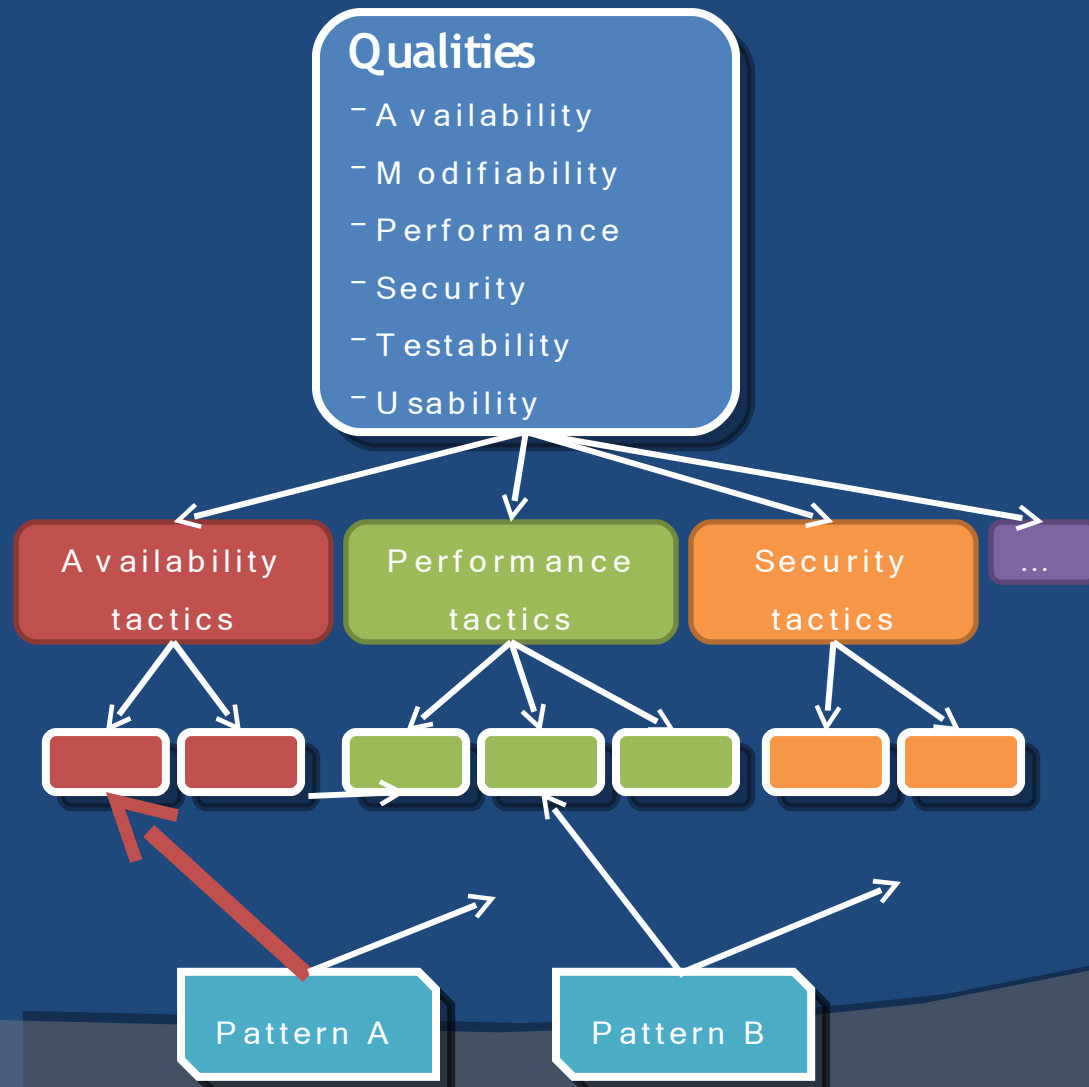 Qualities
– Availability
– Modifiability
– Performance
– Security
– Testability
– Usability
Availability
tactics
Performance
tactics
Security
tactics
...
Pattern A
Pattern B